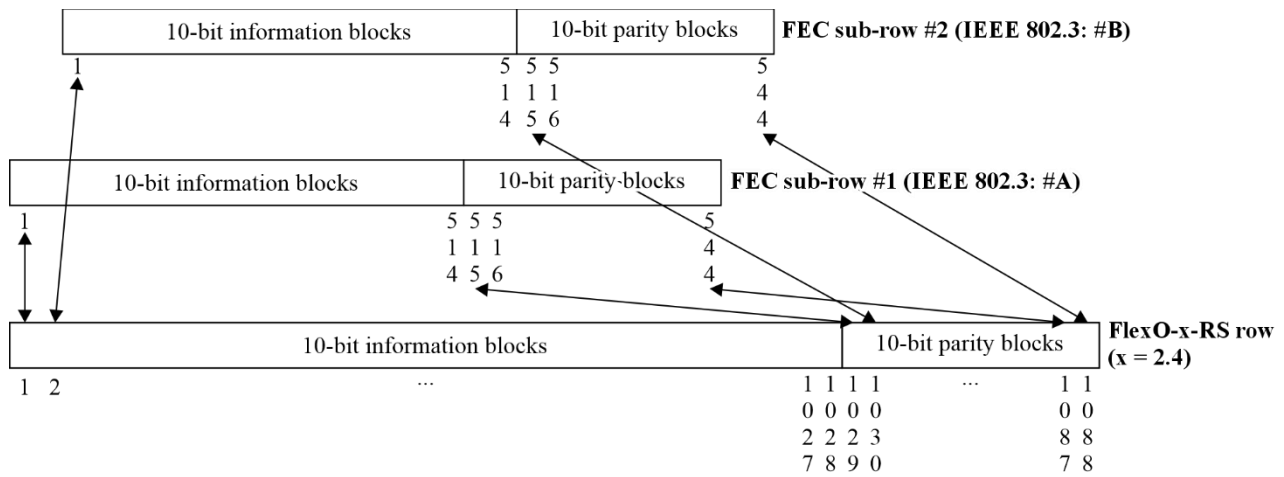 10-bit information blocks 10-bit parity blocks FEC sub-row #2 (IEEE 802.3: #B)
1 514 515 516 544
10-bit information blocks 10-bit parity blocks FEC sub-row #1 (IEEE 802.3: #A)
1 514 515 516 544
10-bit information blocks 10-bit parity blocks FlexO-x-RS row
(x = 2.4)
1 2 ... 1027 1028 1029 1030 ... 1087 1088